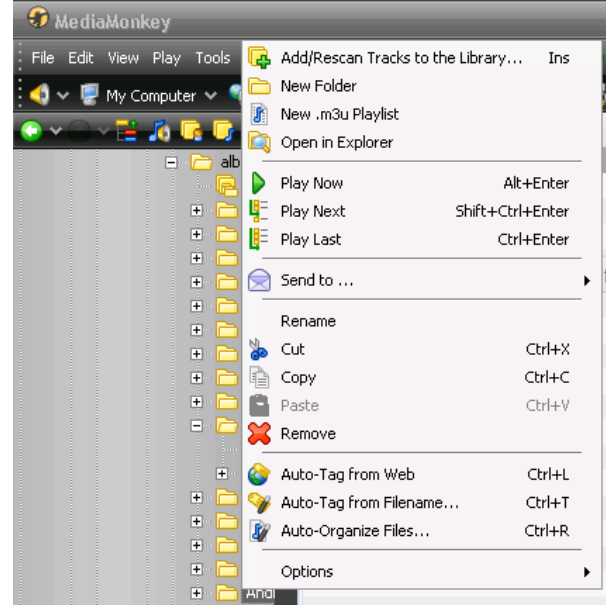 MediaMonkey
File Edit View Play Tools
My Computer
alb
Add/Rescan Tracks to the Library... Ins
New Folder
New .m3u Playlist
Open in Explorer
Play Now Alt+Enter
Play Next Shift+Ctrl+Enter
Play Last Ctrl+Enter
Send to ...
Rename
Cut Ctrl+X
Copy Ctrl+C
Paste Ctrl+V
Remove
Auto-Tag from Web Ctrl+L
Auto-Tag from Filename... Ctrl+T
Auto-Organize Files... Ctrl+R
Options